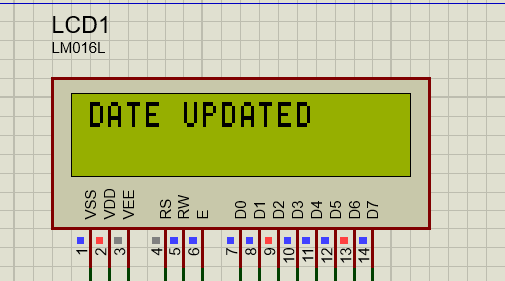 LCD1
LM016L
DATE UPDATED
VSS VDD VEE RS RW E D0 D1 D2 D3 D4 D5 D6 D7
1 2 3 4 5 6 7 8 9 10 11 12 13 14